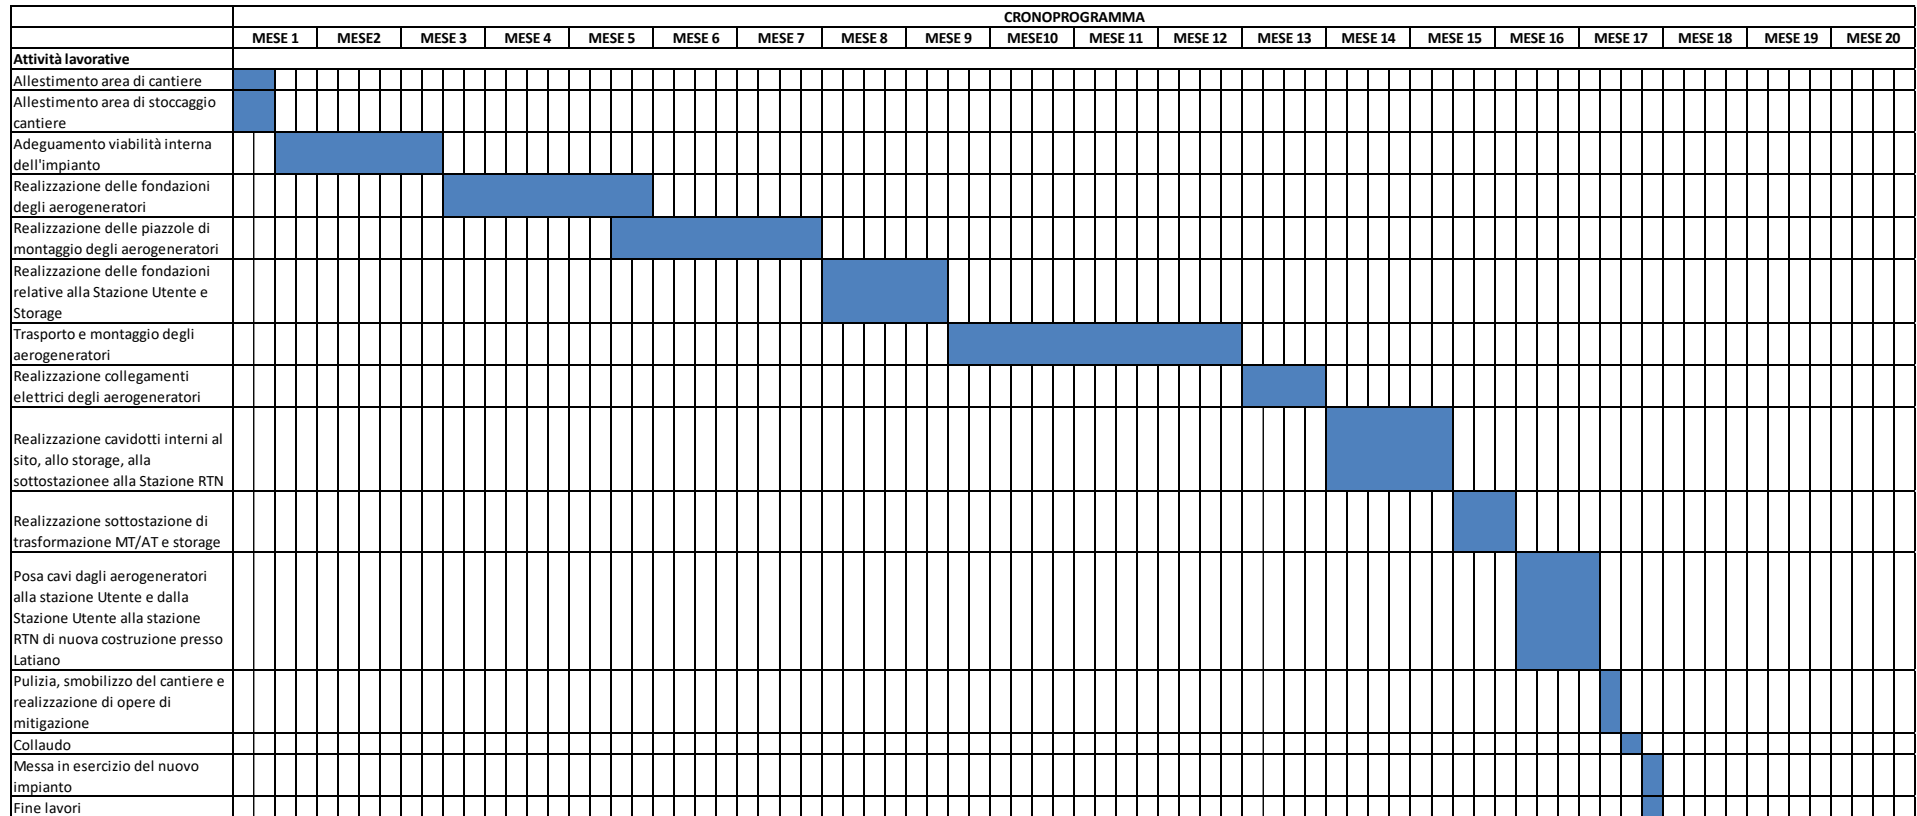 CRONOPROGRAMMA
MESE 1 MESE2 MESE 3 MESE 4 MESE 5 MESE 6 MESE 7 MESE 8 MESE 9 MESE10 MESE 11 MESE 12 MESE 13 MESE 14 MESE 15 MESE 16 MESE 17 MESE 18 MESE 19 MESE 20
Attività lavorative
Allestimento area di cantiere
Allestimento area di stoccaggio
cantiere
Adeguamento viabilità interna
dell'impianto
Realizzazione delle fondazioni
degli aerogeneratori
Realizzazione delle piazzole di
montaggio degli aerogeneratori
Realizzazione delle fondazioni
relative alla Stazione Utente e
Storage
Trasporto e montaggio degli
aerogeneratori
Realizzazione collegamenti
elettrici degli aerogeneratori
Realizzazione cavidotti interni al
sito, allo storage, alla
sottostazionee alla Stazione RTN
Realizzazione sottostazione di
trasformazione MT/AT e storage
Posa cavi dagli aerogeneratori
alla stazione Utente e dalla
Stazione Utente alla stazione
RTN di nuova costruzione presso
Latiano
Pulizia, smobilizzo del cantiere e
realizzazione di opere di
mitigazione
Collaudo
Messa in esercizio del nuovo
impianto
Fine lavori